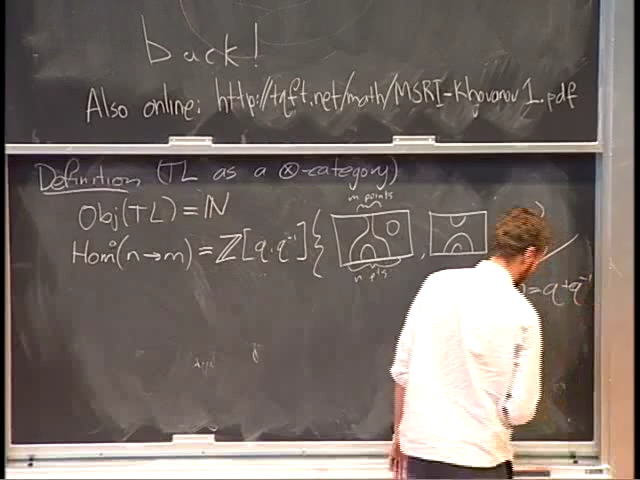 back!
Also online: http://tqft.net/math/MSRI-Khovanov1.pdf
Definition (TL as a ⊗-category)
Obj(TL) = ℕ
m points
Hom(n→m) = ℤ[q, q⁻¹] {
,
n pts
= q+q⁻¹